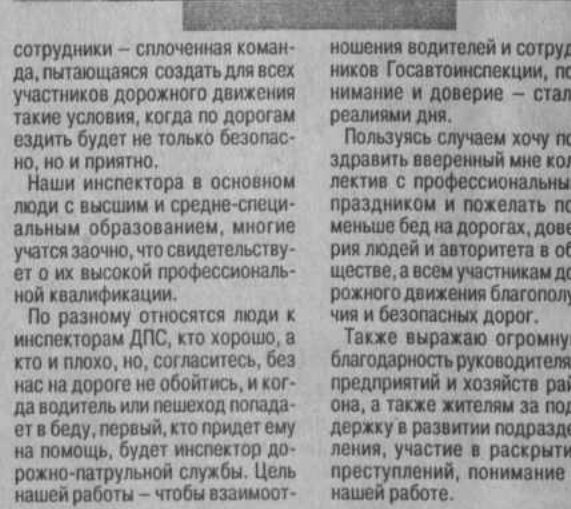 сотрудники – сплоченная коман-
да, пытающаяся создать для всех
участников дорожного движения
такие условия, когда по дорогам
ездить будет не только безопас-
но, но и приятно.
Наши инспектора в основном
люди с высшим и средне-специ-
альным образованием, многие
учатся заочно, что свидетельству-
ет о их высокой профессиональ-
ной квалификации.
По разному относятся люди к
инспекторам ДПС, кто хорошо, а
кто и плохо, но, согласитесь, без
нас на дороге не обойтись, и ког-
да водитель или пешеход попада-
ет в беду, первый, кто придет ему
на помощь, будет инспектор до-
рожно-патрульной службы. Цель
нашей работы – чтобы взаимоот-
ношения водителей и сотруд
ников Госавтоинспекции, по
нимание и доверие – стал
реалиями дня.
Пользуясь случаем хочу по
здравить вверенный мне кол
лектив с профессиональны
праздником и пожелать по
меньше бед на дорогах, дове
рия людей и авторитета в об
ществе, а всем участникам до
рожного движения благополу
чия и безопасных дорог.
Также выражаю огромну
благодарность руководителя
предприятий и хозяйств рай
она, а также жителям за под
держку в развитии подразде
ления, участие в раскрыти
преступлений, понимание
нашей работе.